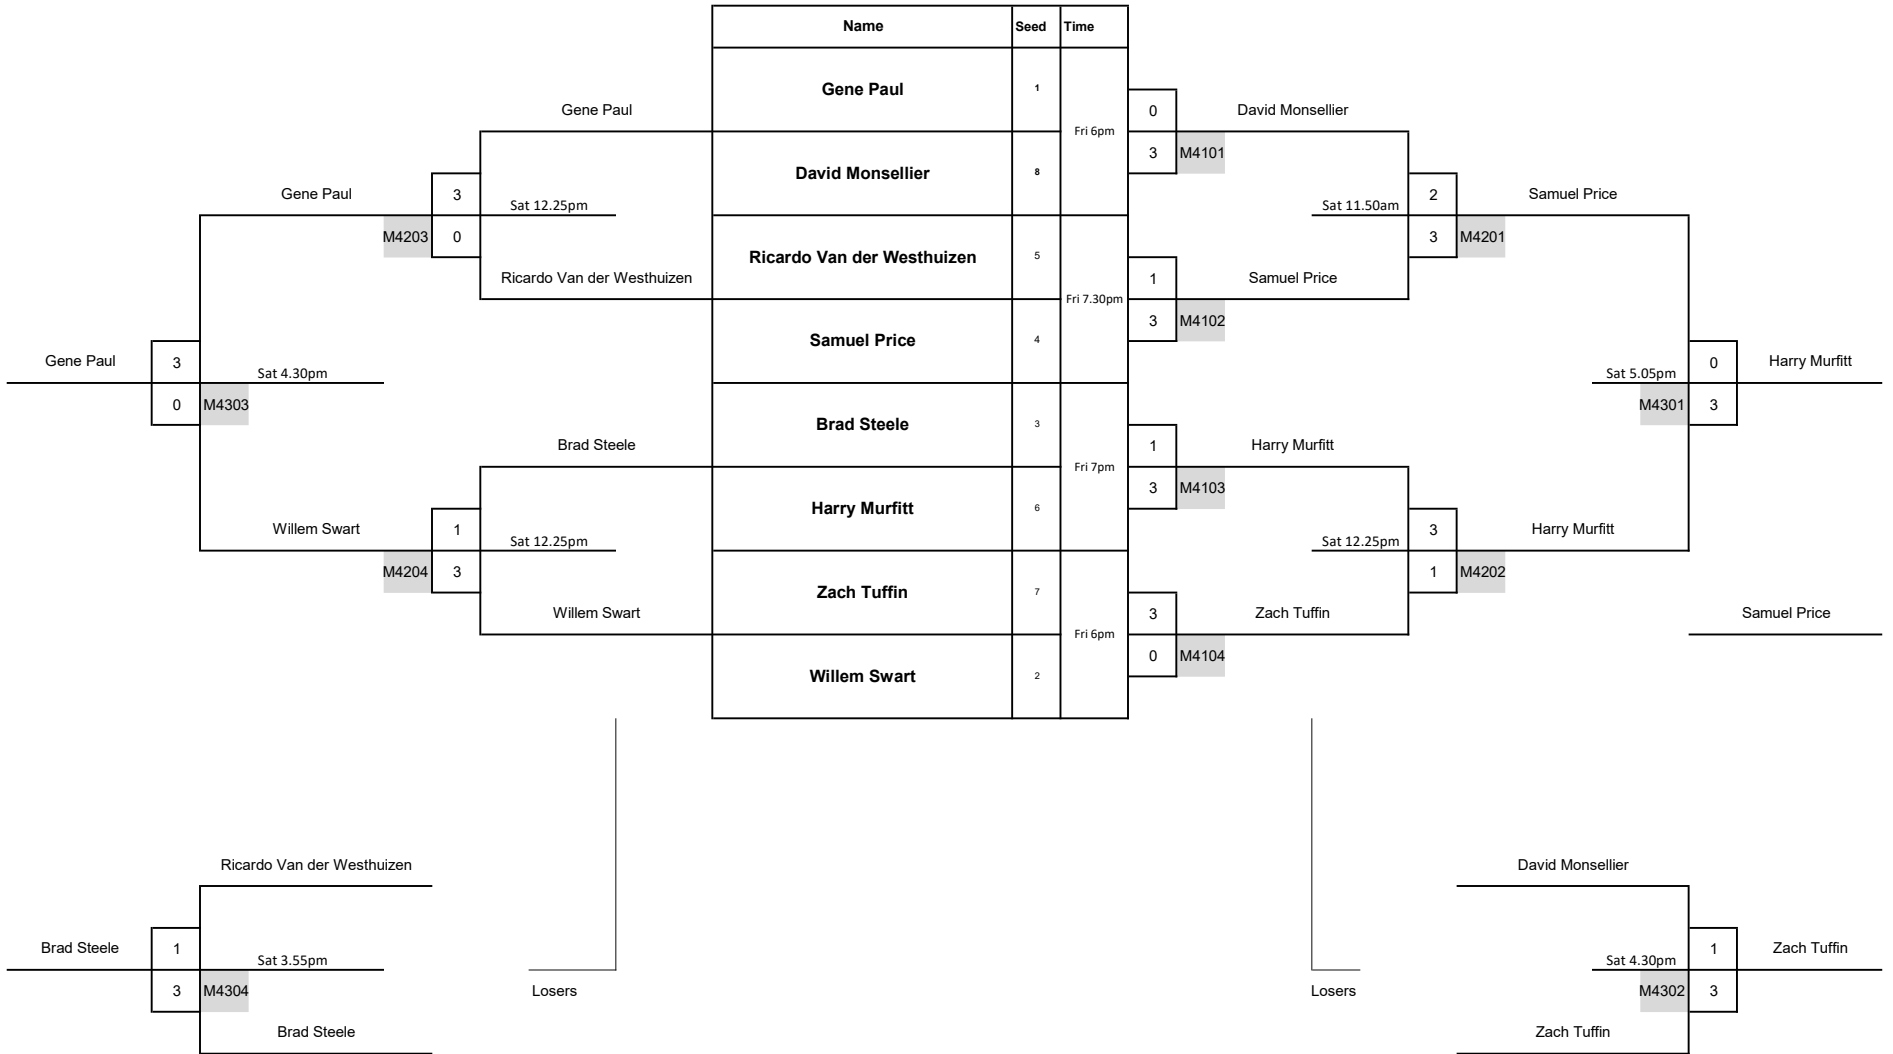 Name Seed Time
Gene Paul 1
Gene Paul
0 David Monsellier
Fri 6pm
3 M4101
David Monsellier 8
Gene Paul 3
2 Samuel Price
Sat 12.25pm
Sat 11.50am
M4203 0
3 M4201
Ricardo Van der Westhuizen 5
Ricardo Van der Westhuizen
1 Samuel Price
Fri 7.30pm
3 M4102
Samuel Price 4
Gene Paul 3
Sat 4.30pm
0 M4303
Sat 5.05pm 0 Harry Murfitt
M4301 3
Brad Steele 3
Brad Steele
1 Harry Murfitt
Fri 7pm
3 M4103
Harry Murfitt 6
Willem Swart 1
Sat 12.25pm
M4204 3
Sat 12.25pm 3 Harry Murfitt
1 M4202
Zach Tuffin 7
Willem Swart
3 Zach Tuffin
Samuel Price
Fri 6pm
0 M4104
Willem Swart 2
Ricardo Van der Westhuizen
David Monsellier
Brad Steele 1
Sat 3.55pm
3 M4304
Losers
Losers
Sat 4.30pm 1 Zach Tuffin
M4302 3
Brad Steele
Zach Tuffin